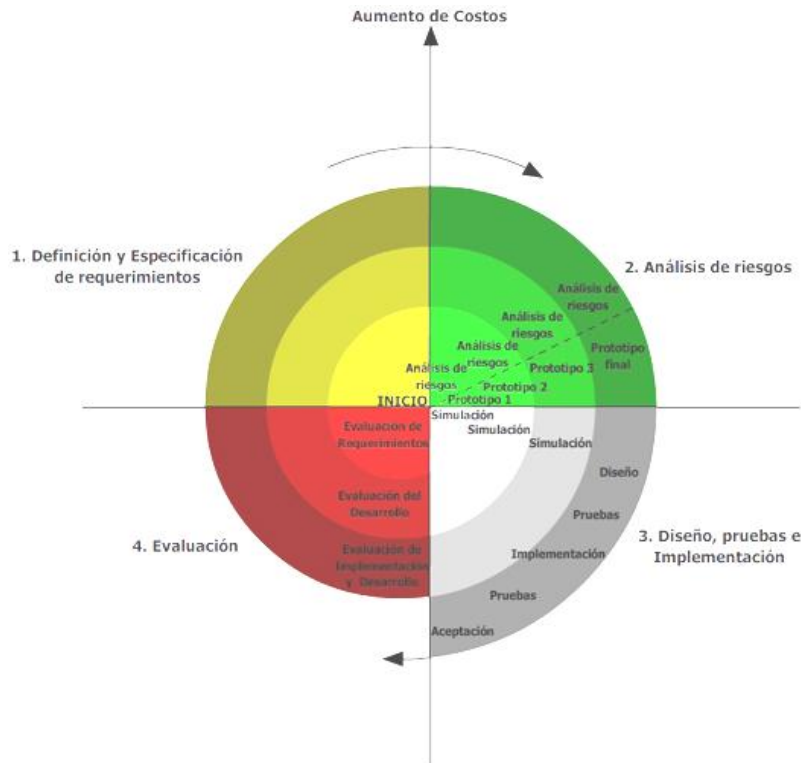 Aumento de Costos
1. Definición y Especificación
de requerimientos
2. Análisis de riesgos
Análisis de
riesgos
Análisis de
riesgos
Análisis de
riesgos
Análisis de
riesgos
Prototipo
final
Prototipo 3
Prototipo 2
Prototipo 1
INICIO
Simulación
Simulación
Simulación
Evaluación de
Requerimientos
Diseño
Evaluación del
Desarrollo
Pruebas
4. Evaluación
3. Diseño, pruebas e
Implementación
Evaluación de
Implementación
y Desarrollo
Implementación
Pruebas
Aceptación